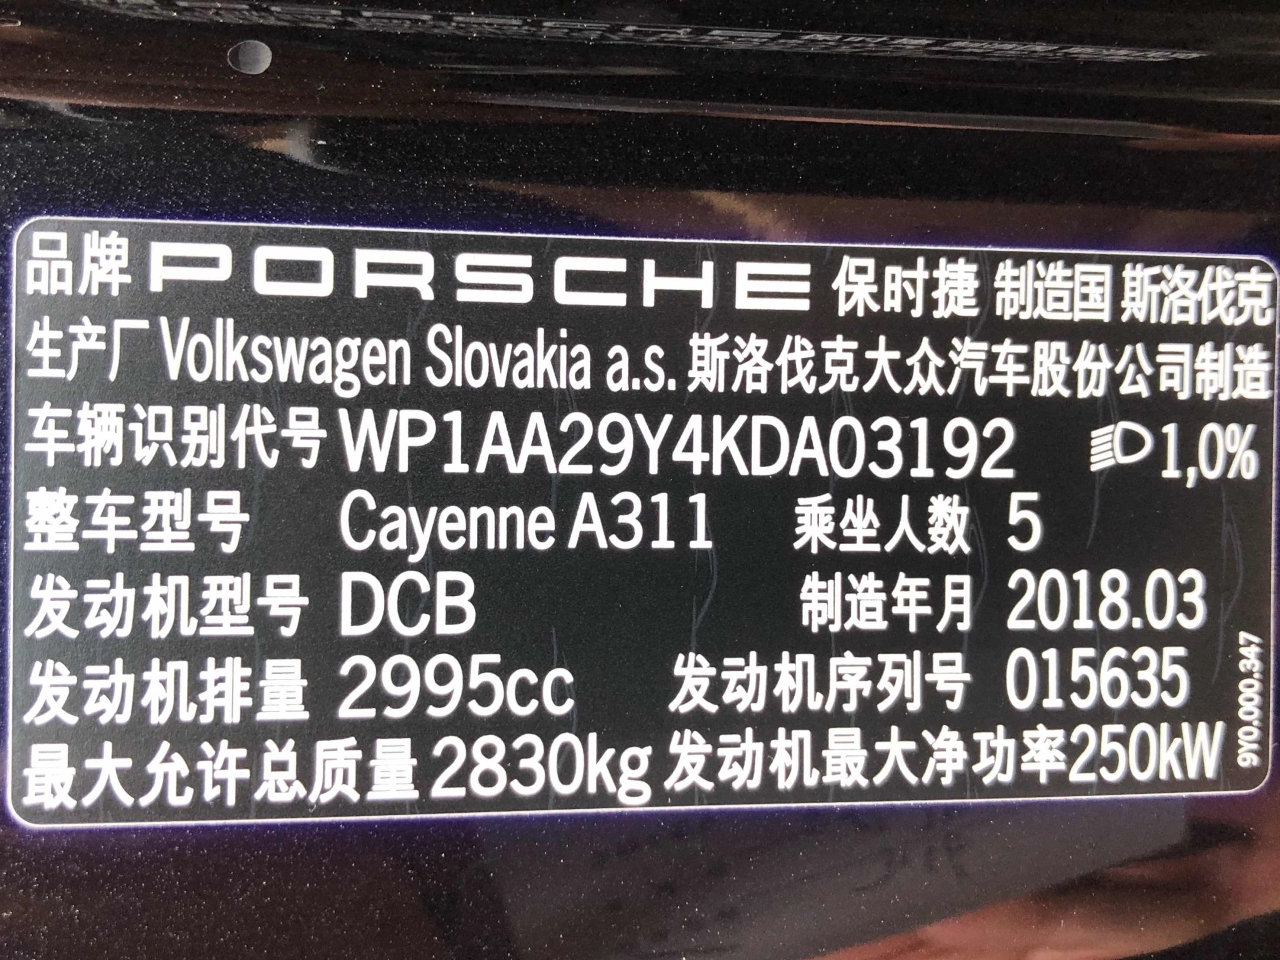 品牌 PORSCHE 保时捷 制造国 斯洛伐克
生产厂 Volkswagen Slovakia a.s. 斯洛伐克大众汽车股份公司制造
车辆识别代号 WP1AA29Y4KDA03192 1,0%
整车型号 Cayenne A311 乘坐人数 5
发动机型号 DCB 制造年月 2018.03
发动机排量 2995cc 发动机序列号 015635
最大允许总质量 2830kg 发动机最大净功率 250kW
9Y0.000.347